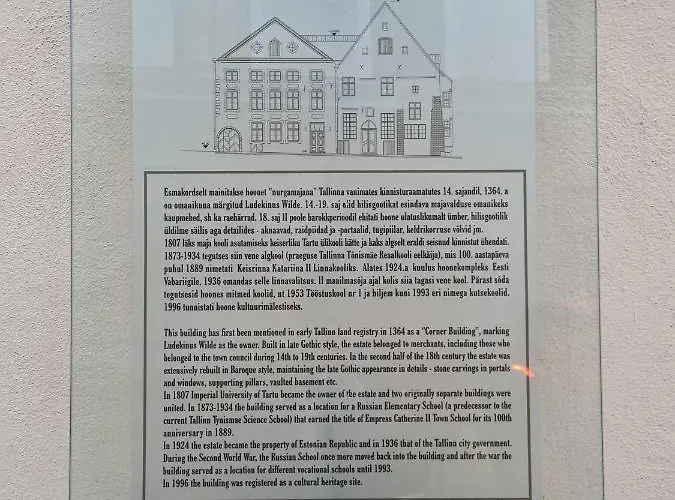 Esmakordselt mainitakse hoonet "nurgamajana" Tallinna vanimates kinnisturaamatutes 14. sajandil, 1364. a
on omaaikuna märgitud Ludekinus Wilde. 14.-19. saj olid hilisgootikat esindava majavalduse omanikeks
kaupmehed, sh ka raehärrad. 18. saj II poole barokkperioodil ehitati hoone ulatuslikumalt ümber, hilisgootilik
üldilme säilis aga detailides - aknaavad, raidpiidad ja -portaalid, tugipiilar, keldrikorruse võlvid jm.
1807 läks maja kooli asutamiseks keiserliku Tartu ülikooli kätte ja kaks algselt eraldi seisnud kinnistut ühendati.
1873-1934 tegutses siin vene algkool (praeguse Tallinna Tõnismäe Reaalkooli eelkäija), mis 100. aastapäeva
puhul 1889 nimetati Keisrinna Katariina II Linnakooliks. Alates 1924.a kuulus hoonekompleks Eesti
Vabariigile, 1936 omandas selle linnavalitsus. II maailmasõja ajal kolis siia tagasi vene kool. Pärast sõda
tegutsesid hoones mitmed koolid, nt 1953 Tööstuskool nr 1 ja hiljem kuni 1993 eri nimega kutsekoolid.
1996 tunnistati hoone kultuurimälestiseks.
This building has first been mentioned in early Tallinn land registry in 1364 as a "Corner Building", marking
Ludekinus Wilde as the owner. Built in late Gothic style, the estate belonged to merchants, including those who
belonged to the town council during 14th to 19th centuries. In the second half of the 18th century the estate was
extensively rebuilt in Baroque style, maintaining the late Gothic appearance in details - stone carvings in portals
and windows, supporting pillars, vaulted basement etc.
In 1807 Imperial University of Tartu became the owner of the estate and two originally separate buildings were
united. In 1873-1934 the building served as a location for a Russian Elementary School (a predecessor to the
current Tallinn Tynismae Science School) that earned the title of Empress Catherine II Town School for its 100th
anniversary in 1889.
In 1924 the estate became the property of Estonian Republic and in 1936 that of the Tallinn city government.
During the Second World War, the Russian School once more moved back into the building and after the war the
building served as a location for different vocational schools until 1993.
In 1996 the building was registered as a cultural heritage site.